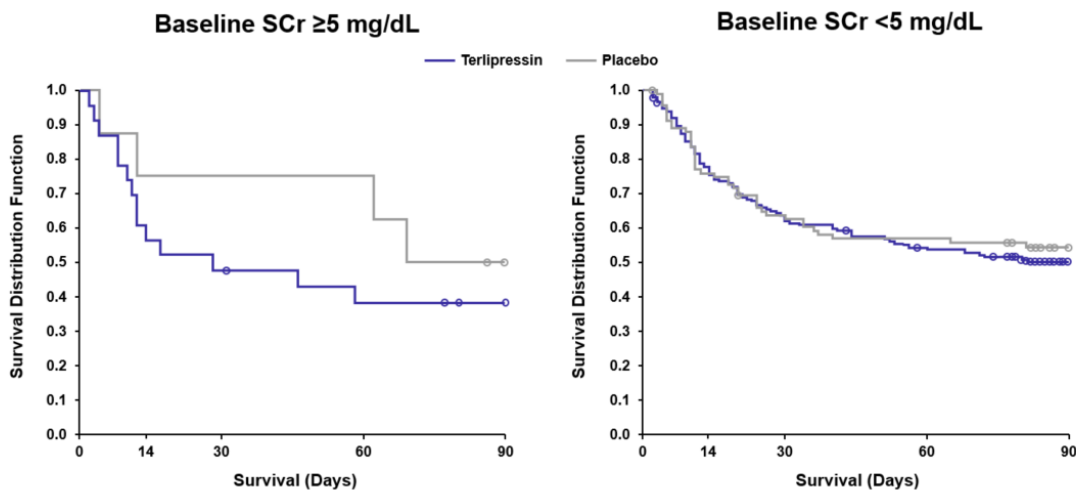 Baseline SCr ≥5 mg/dL
Baseline SCr <5 mg/dL
Terlipressin
Placebo
Survival Distribution Function
1.0
0.9
0.8
0.7
0.6
0.5
0.4
0.3
0.2
0.1
0.0
0 14 30 60 90
Survival (Days)
Survival Distribution Function
1.0
0.9
0.8
0.7
0.6
0.5
0.4
0.3
0.2
0.1
0.0
0 14 30 60 90
Survival (Days)